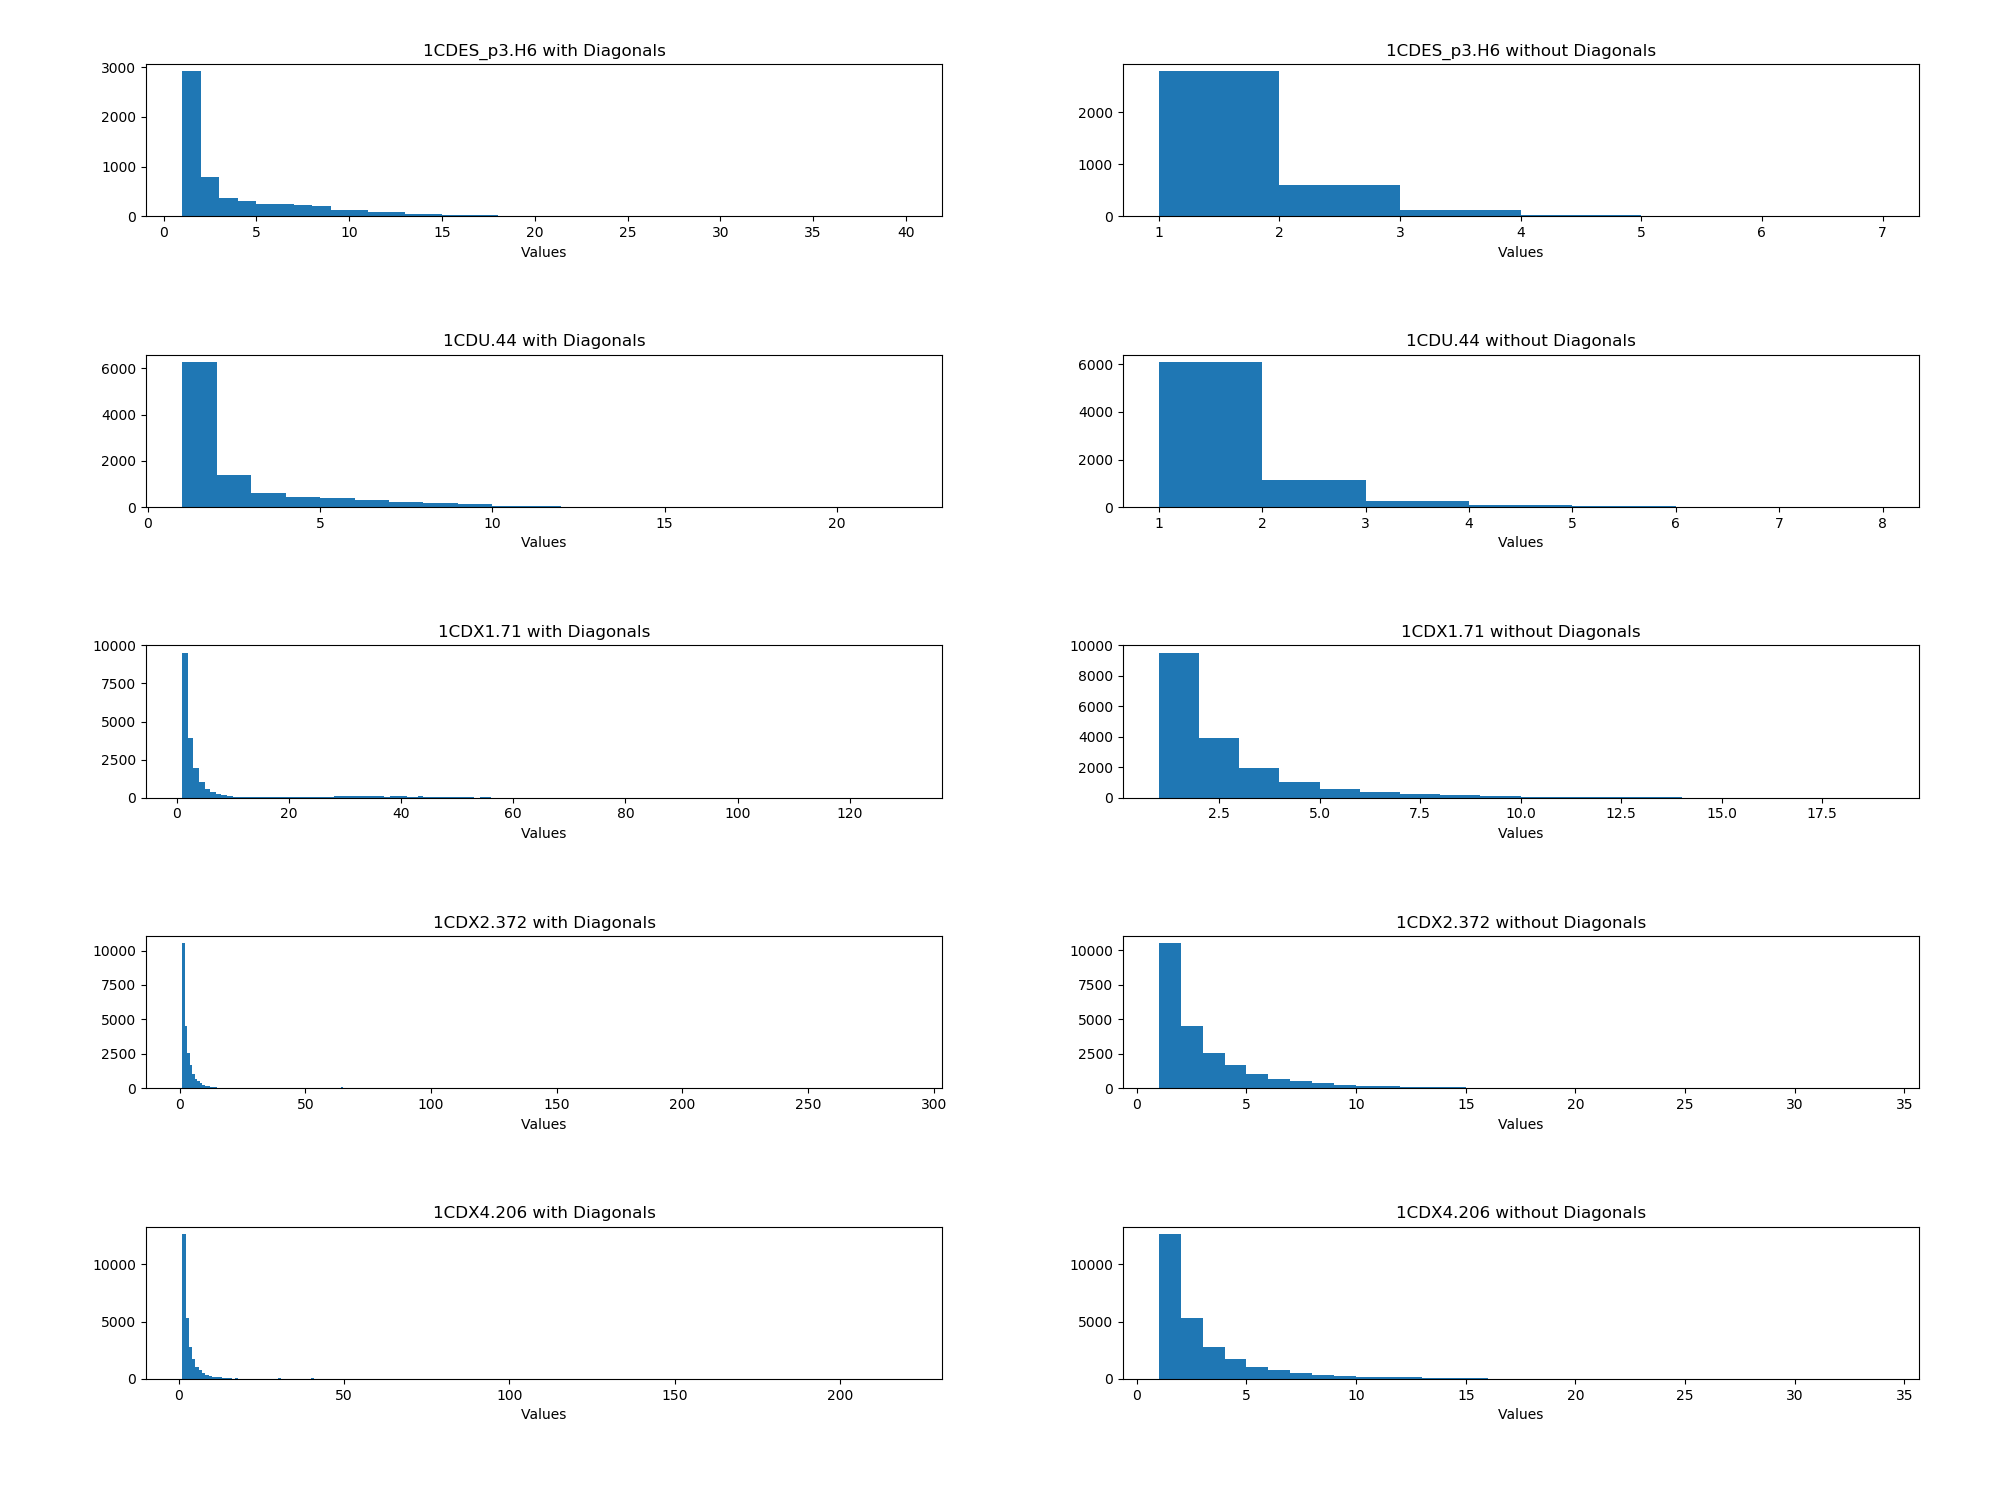 1CDES_p3.H6 with Diagonals
3000
2000
1000
0
0 5 10 15 20 25 30 35 40
Values
1CDES_p3.H6 without Diagonals
2000
1000
0
1 2 3 4 5 6 7
Values
1CDU.44 with Diagonals
6000
4000
2000
0
0 5 10 15 20
Values
1CDU.44 without Diagonals
6000
4000
2000
0
1 2 3 4 5 6 7 8
Values
1CDX1.71 with Diagonals
10000
7500
5000
2500
0
0 20 40 60 80 100 120
Values
1CDX1.71 without Diagonals
10000
8000
6000
4000
2000
0
2.5 5.0 7.5 10.0 12.5 15.0 17.5
Values
1CDX2.372 with Diagonals
10000
7500
5000
2500
0
0 50 100 150 200 250 300
Values
1CDX2.372 without Diagonals
10000
7500
5000
2500
0
0 5 10 15 20 25 30 35
Values
1CDX4.206 with Diagonals
10000
5000
0
0 50 100 150 200
Values
1CDX4.206 without Diagonals
10000
5000
0
0 5 10 15 20 25 30 35
Values